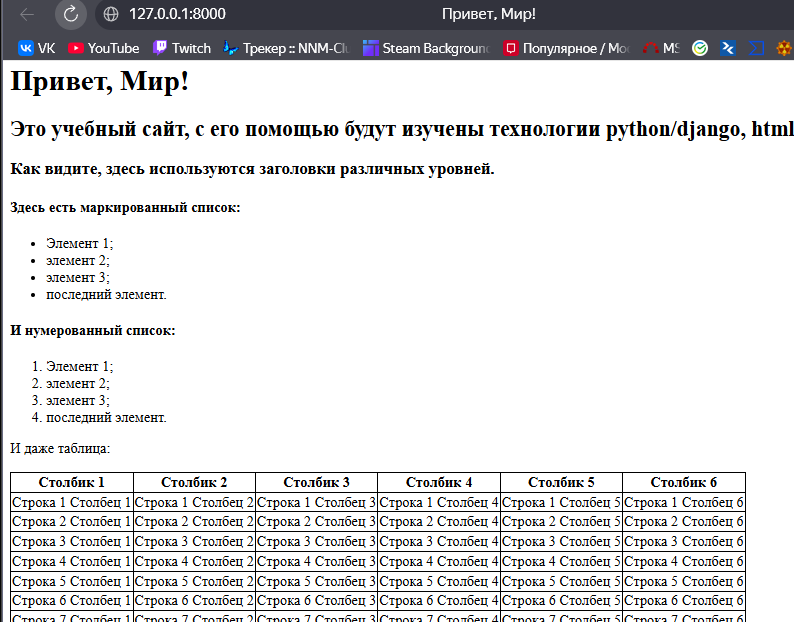 127.0.0.1:8000 Привет, Мир!
VK YouTube Twitch Трекер :: NNM-Clu Steam Background Популярное / Мо MS
Привет, Мир!
Это учебный сайт, с его помощью будут изучены технологии python/django, html
Как видите, здесь используются заголовки различных уровней.
Здесь есть маркированный список:
• Элемент 1;
• элемент 2;
• элемент 3;
• последний элемент.
И нумерованный список:
1. Элемент 1;
2. элемент 2;
3. элемент 3;
4. последний элемент.
И даже таблица:
Столбик 1 Столбик 2 Столбик 3 Столбик 4 Столбик 5 Столбик 6
Строка 1 Столбец 1 Строка 1 Столбец 2 Строка 1 Столбец 3 Строка 1 Столбец 4 Строка 1 Столбец 5 Строка 1 Столбец 6
Строка 2 Столбец 1 Строка 2 Столбец 2 Строка 2 Столбец 3 Строка 2 Столбец 4 Строка 2 Столбец 5 Строка 2 Столбец 6
Строка 3 Столбец 1 Строка 3 Столбец 2 Строка 3 Столбец 3 Строка 3 Столбец 4 Строка 3 Столбец 5 Строка 3 Столбец 6
Строка 4 Столбец 1 Строка 4 Столбец 2 Строка 4 Столбец 3 Строка 4 Столбец 4 Строка 4 Столбец 5 Строка 4 Столбец 6
Строка 5 Столбец 1 Строка 5 Столбец 2 Строка 5 Столбец 3 Строка 5 Столбец 4 Строка 5 Столбец 5 Строка 5 Столбец 6
Строка 6 Столбец 1 Строка 6 Столбец 2 Строка 6 Столбец 3 Строка 6 Столбец 4 Строка 6 Столбец 5 Строка 6 Столбец 6
Строка 7 Столбец 1 Строка 7 Столбец 2 Строка 7 Столбец 3 Строка 7 Столбец 4 Строка 7 Столбец 5 Строка 7 Столбец 6